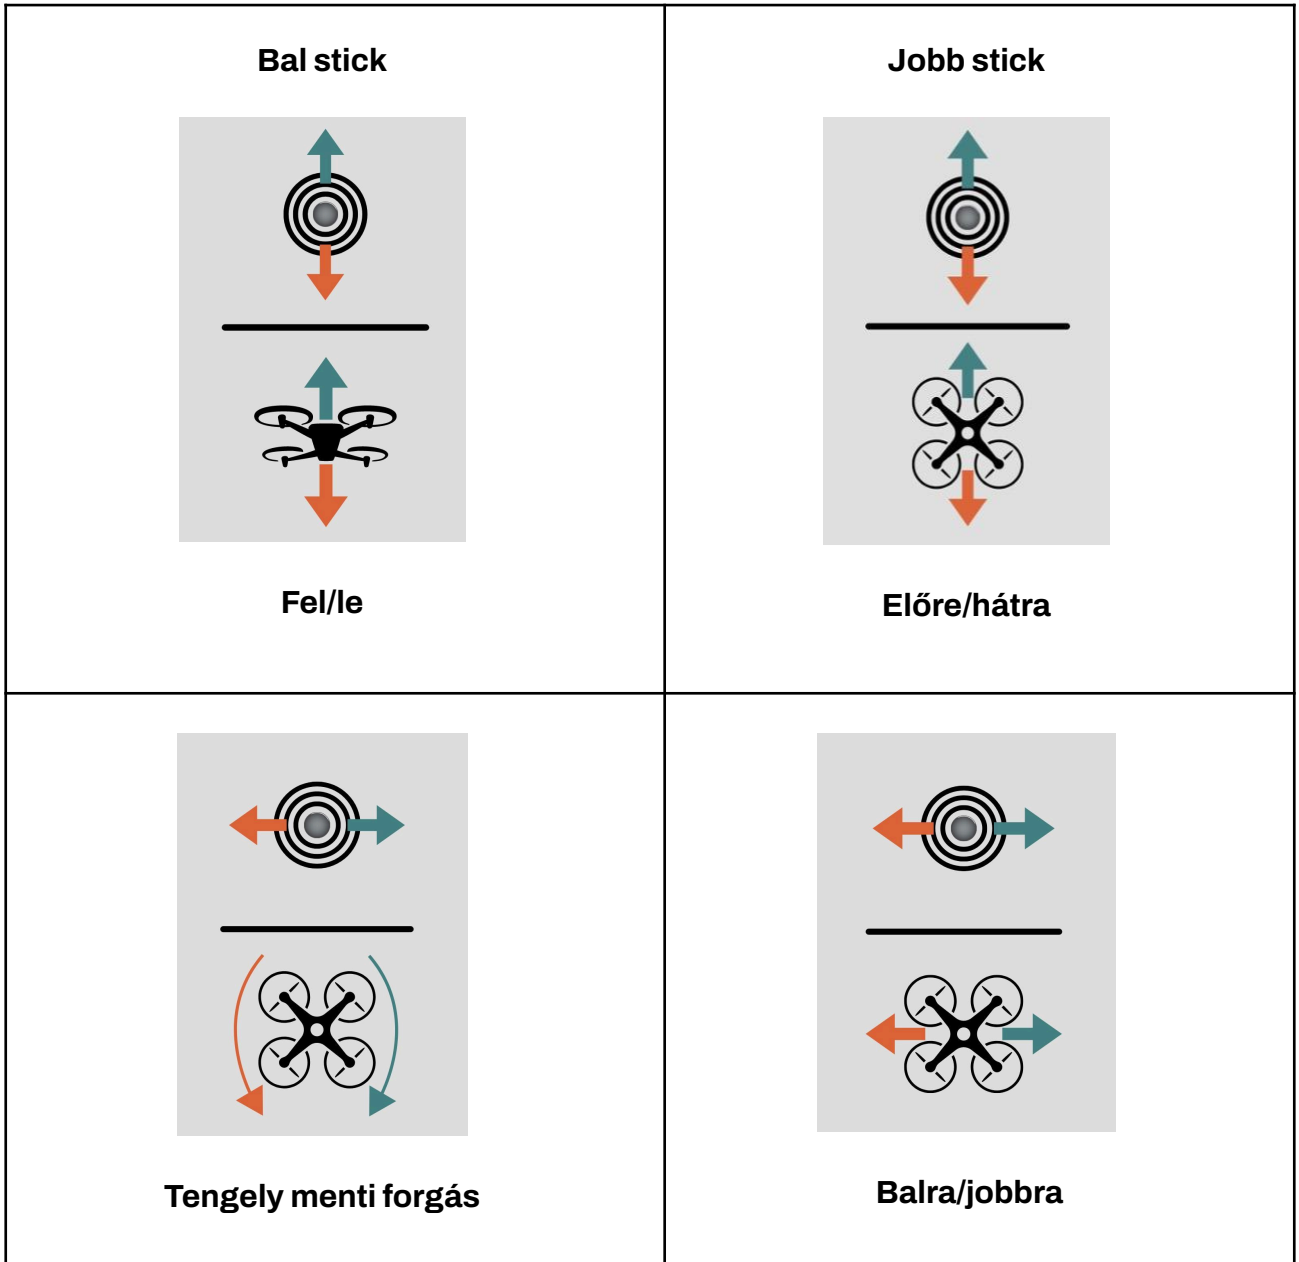 Bal stick
Jobb stick
Fel/le
Előre/hátra
Tengely menti forgás
Balra/jobbra